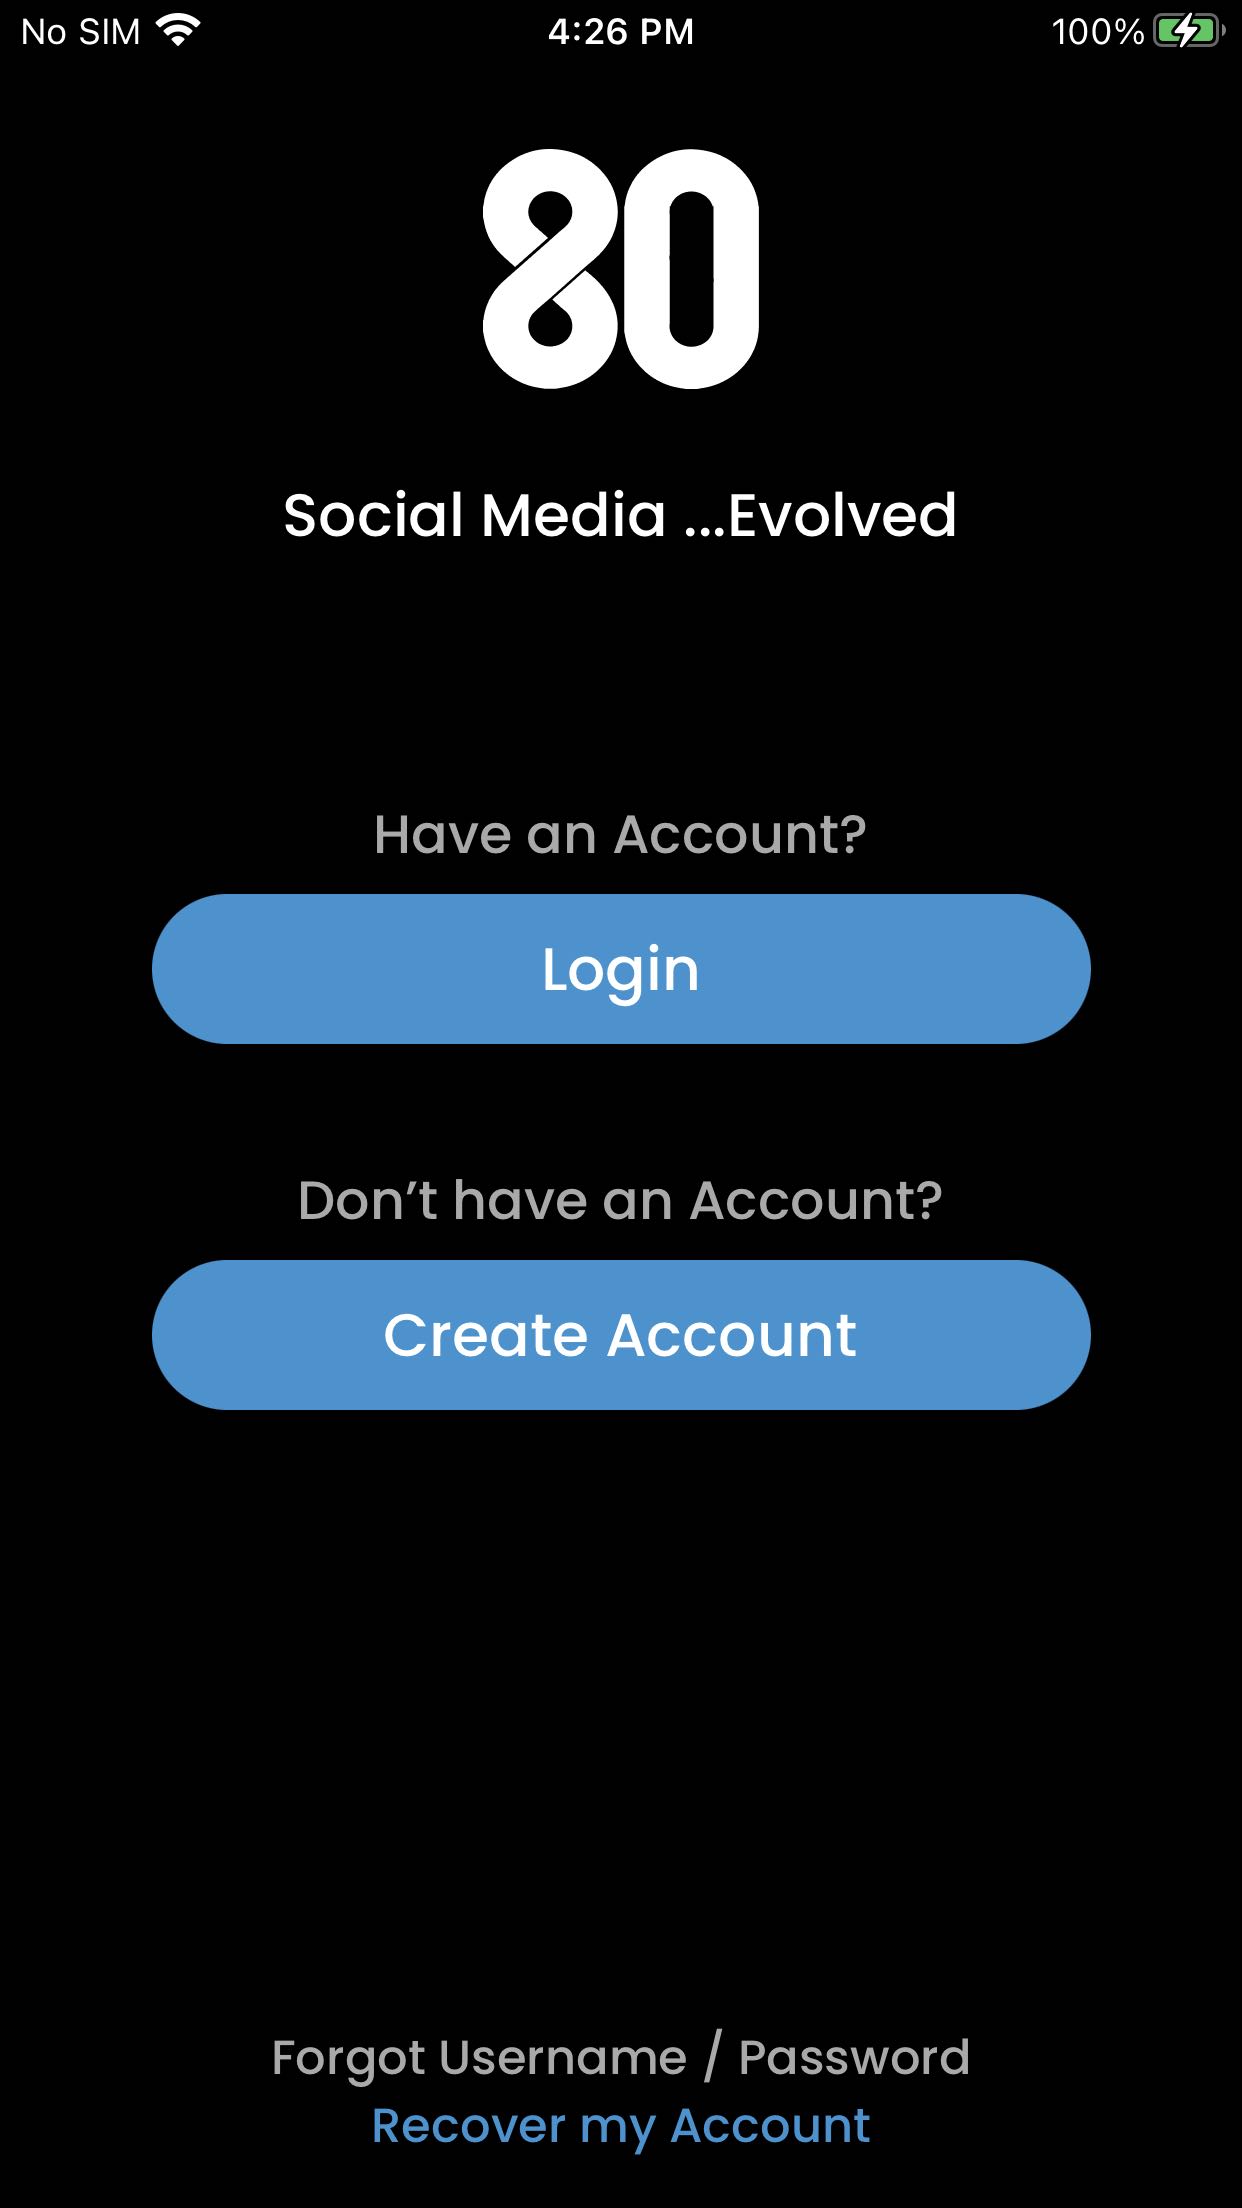 No SIM 4:26 PM 100%
80
Social Media ...Evolved
Have an Account?
Login
Don’t have an Account?
Create Account
Forgot Username / Password
Recover my Account